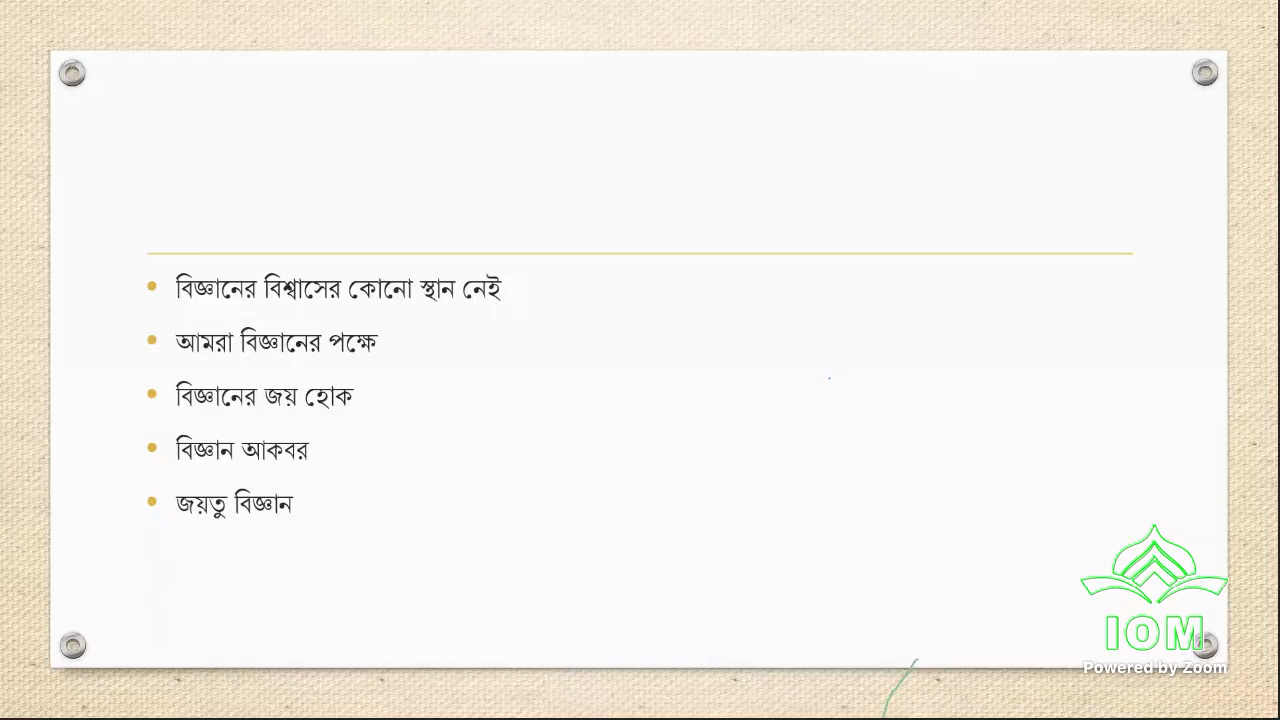 বিজ্ঞানের বিশ্বাসের কোনো স্থান নেই
আমরা বিজ্ঞানের পক্ষে
বিজ্ঞানের জয় হোক
বিজ্ঞান আকবর
জয়তু বিজ্ঞান
IOM
Powered by Zoom